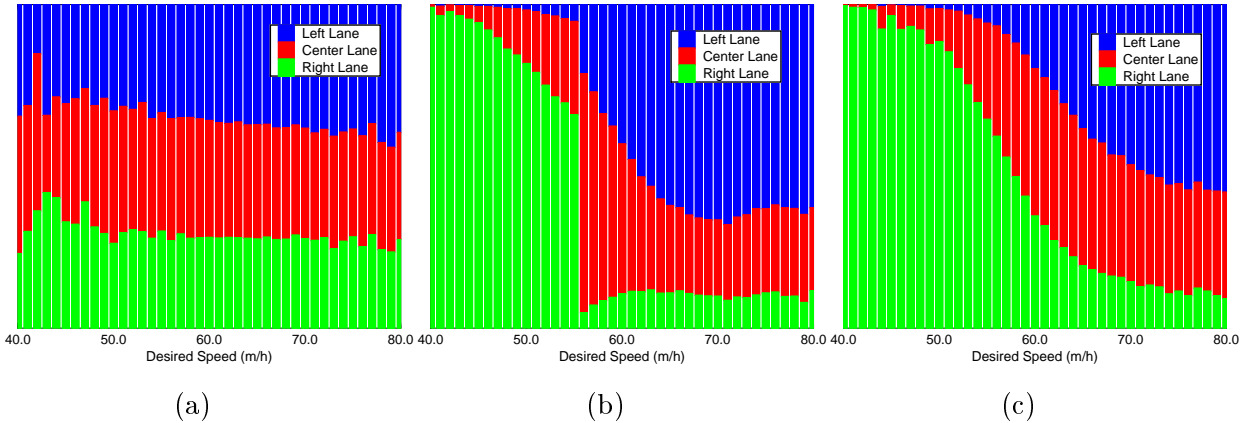 Left Lane
Center Lane
Right Lane
40.0 50.0 60.0 70.0 80.0
Desired Speed (m/h)
(a)
Left Lane
Center Lane
Right Lane
40.0 50.0 60.0 70.0 80.0
Desired Speed (m/h)
(b)
Left Lane
Center Lane
Right Lane
40.0 50.0 60.0 70.0 80.0
Desired Speed (m/h)
(c)